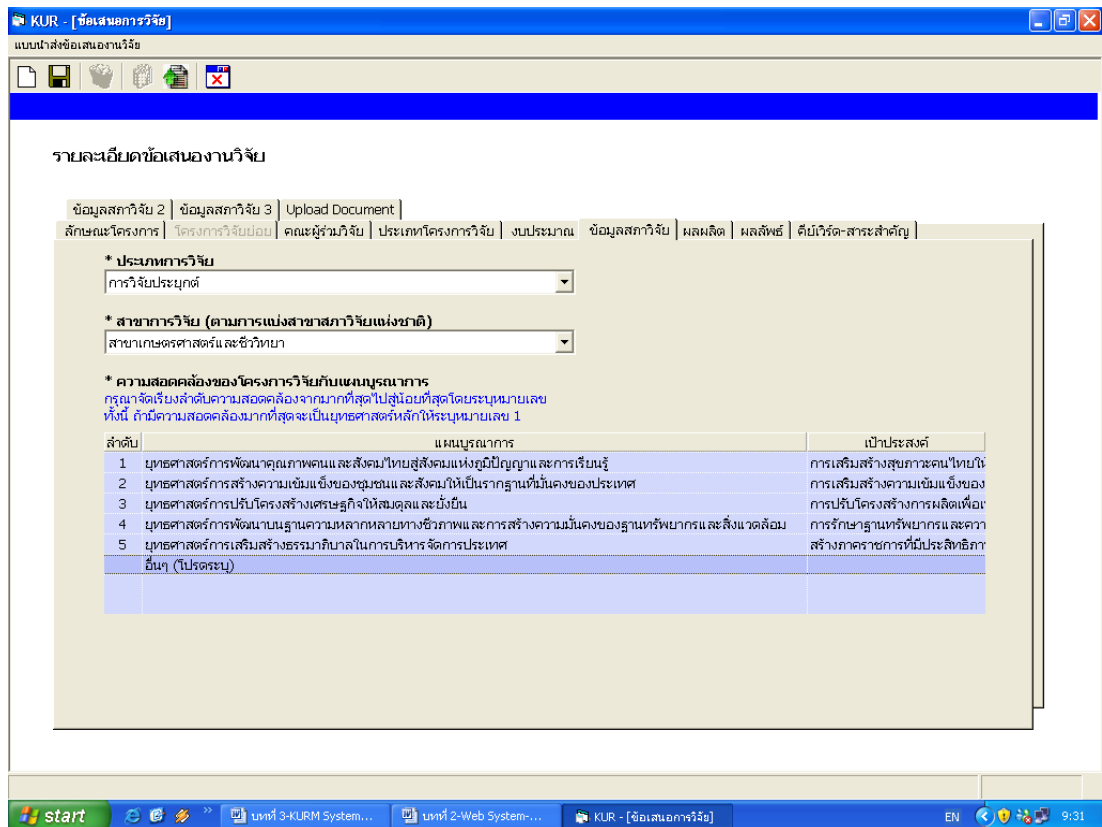 KUR - [ข้อเสนอการวิจัย]
แบบนำส่งข้อเสนองานวิจัย
รายละเอียดข้อเสนองานวิจัย
ข้อมูลสภาวิจัย 2 ข้อมูลสภาวิจัย 3 Upload Document
ลักษณะโครงการ โครงการวิจัยย่อย คณะผู้ร่วมวิจัย ประเภทโครงการวิจัย งบประมาณ ข้อมูลสภาวิจัย ผลผลิต ผลลัพธ์ คีย์เวิร์ด-สาระสำคัญ
* ประเภทการวิจัย
การวิจัยประยุกต์
* สาขาการวิจัย (ตามการแบ่งสาขาสภาวิจัยแห่งชาติ)
สาขาเกษตรศาสตร์และชีววิทยา
* ความสอดคล้องของโครงการวิจัยกับแผนบูรณาการ
กรุณาจัดเรียงลำดับความสอดคล้องจากมากที่สุดไปสู่น้อยที่สุดโดยระบุหมายเลข
ทั้งนี้ ถ้ามีความสอดคล้องมากที่สุดจะเป็นยุทธศาสตร์หลักให้ระบุหมายเลข 1
ลำดับ แผนบูรณาการ เป้าประสงค์
1 ยุทธศาสตร์การพัฒนาคุณภาพคนและสังคมไทยสู่สังคมแห่งภูมิปัญญาและการเรียนรู้ การเสริมสร้างสุขภาวะคนไทยให้
2 ยุทธศาสตร์การสร้างความเข้มแข็งของชุมชนและสังคมให้เป็นรากฐานที่มั่นคงของประเทศ การเสริมสร้างความเข้มแข็งของ
3 ยุทธศาสตร์การปรับโครงสร้างเศรษฐกิจให้สมดุลและยั่งยืน การปรับโครงสร้างการผลิตเพื่อ
4 ยุทธศาสตร์การพัฒนาบนฐานความหลากหลายทางชีวภาพและการสร้างความมั่นคงของฐานทรัพยากรและสิ่งแวดล้อม การรักษาฐานทรัพยากรและควา
5 ยุทธศาสตร์การเสริมสร้างธรรมาภิบาลในการบริหารจัดการประเทศ สร้างภาคราชการที่มีประสิทธิภา
อื่นๆ (โปรดระบุ)
start บทที่ 3-KURM System... บทที่ 2-Web System-... KUR - [ข้อเสนอการวิจัย] EN 9:31